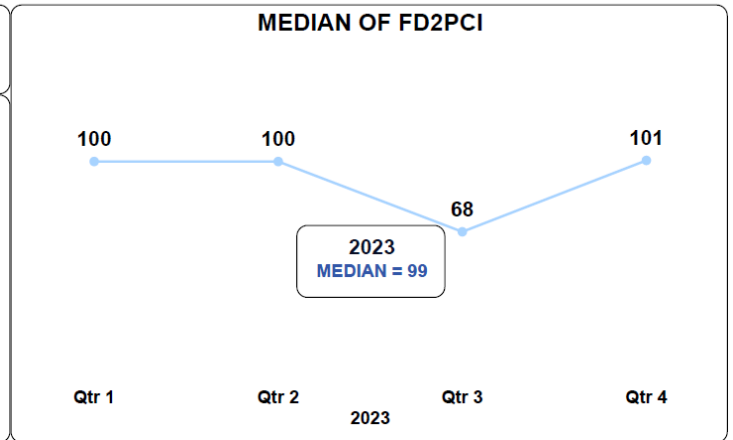 MEDIAN OF FD2PCI
100
100
68
101
2023
MEDIAN = 99
Qtr 1
Qtr 2
Qtr 3
Qtr 4
2023